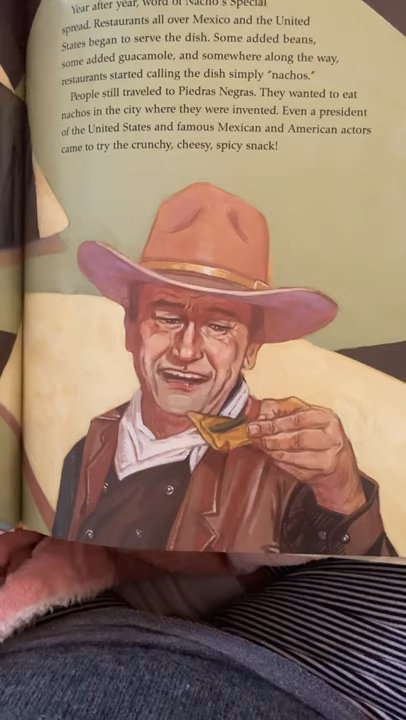 Year after year, word of Nacho's Special
spread. Restaurants all over Mexico and the United
States began to serve the dish. Some added beans,
some added guacamole, and somewhere along the way,
restaurants started calling the dish simply "nachos."
People still traveled to Piedras Negras. They wanted to eat
nachos in the city where they were invented. Even a president
of the United States and famous Mexican and American actors
came to try the crunchy, cheesy, spicy snack!